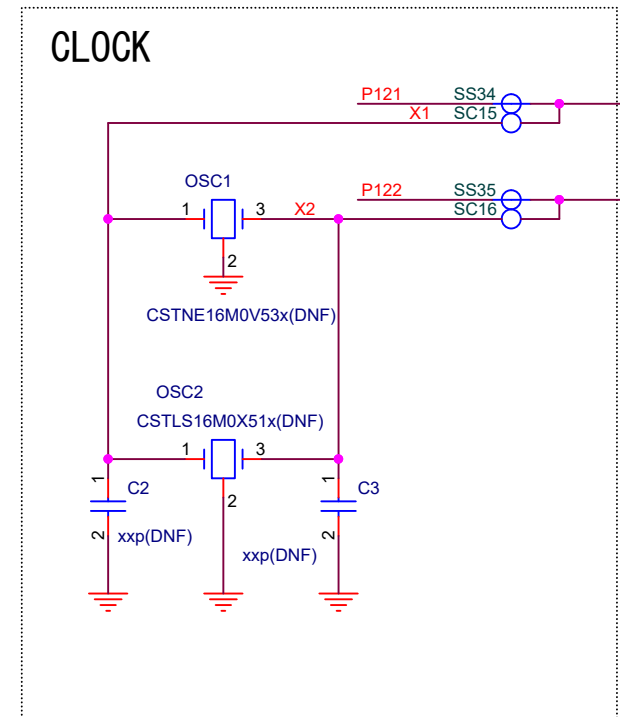 CLOCK
P121 SS34
X1 SC15
OSC1
P122 SS35
1 3 X2 SC16
2
CSTNE16M0V53x(DNF)
OSC2
CSTLS16M0X51x(DNF)
1 3
1 C2 2 1 C3
2 xxp(DNF) 2
xxp(DNF)